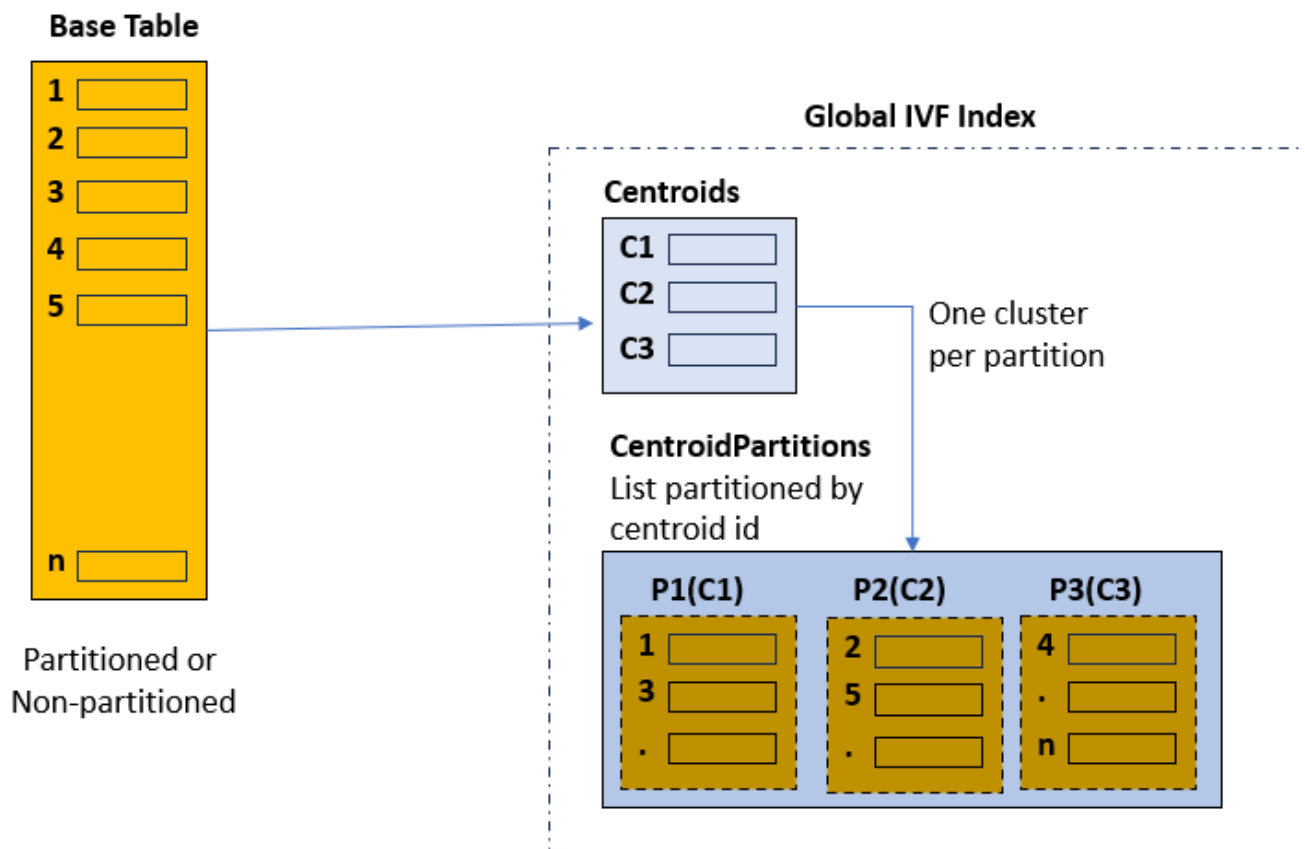 Base Table
1
2
3
4
5
n
Partitioned or
Non-partitioned
Global IVF Index
Centroids
C1
C2
C3
One cluster
per partition
CentroidPartitions
List partitioned by
centroid id
P1(C1)
1
3
.
P2(C2)
2
5
.
P3(C3)
4
.
n